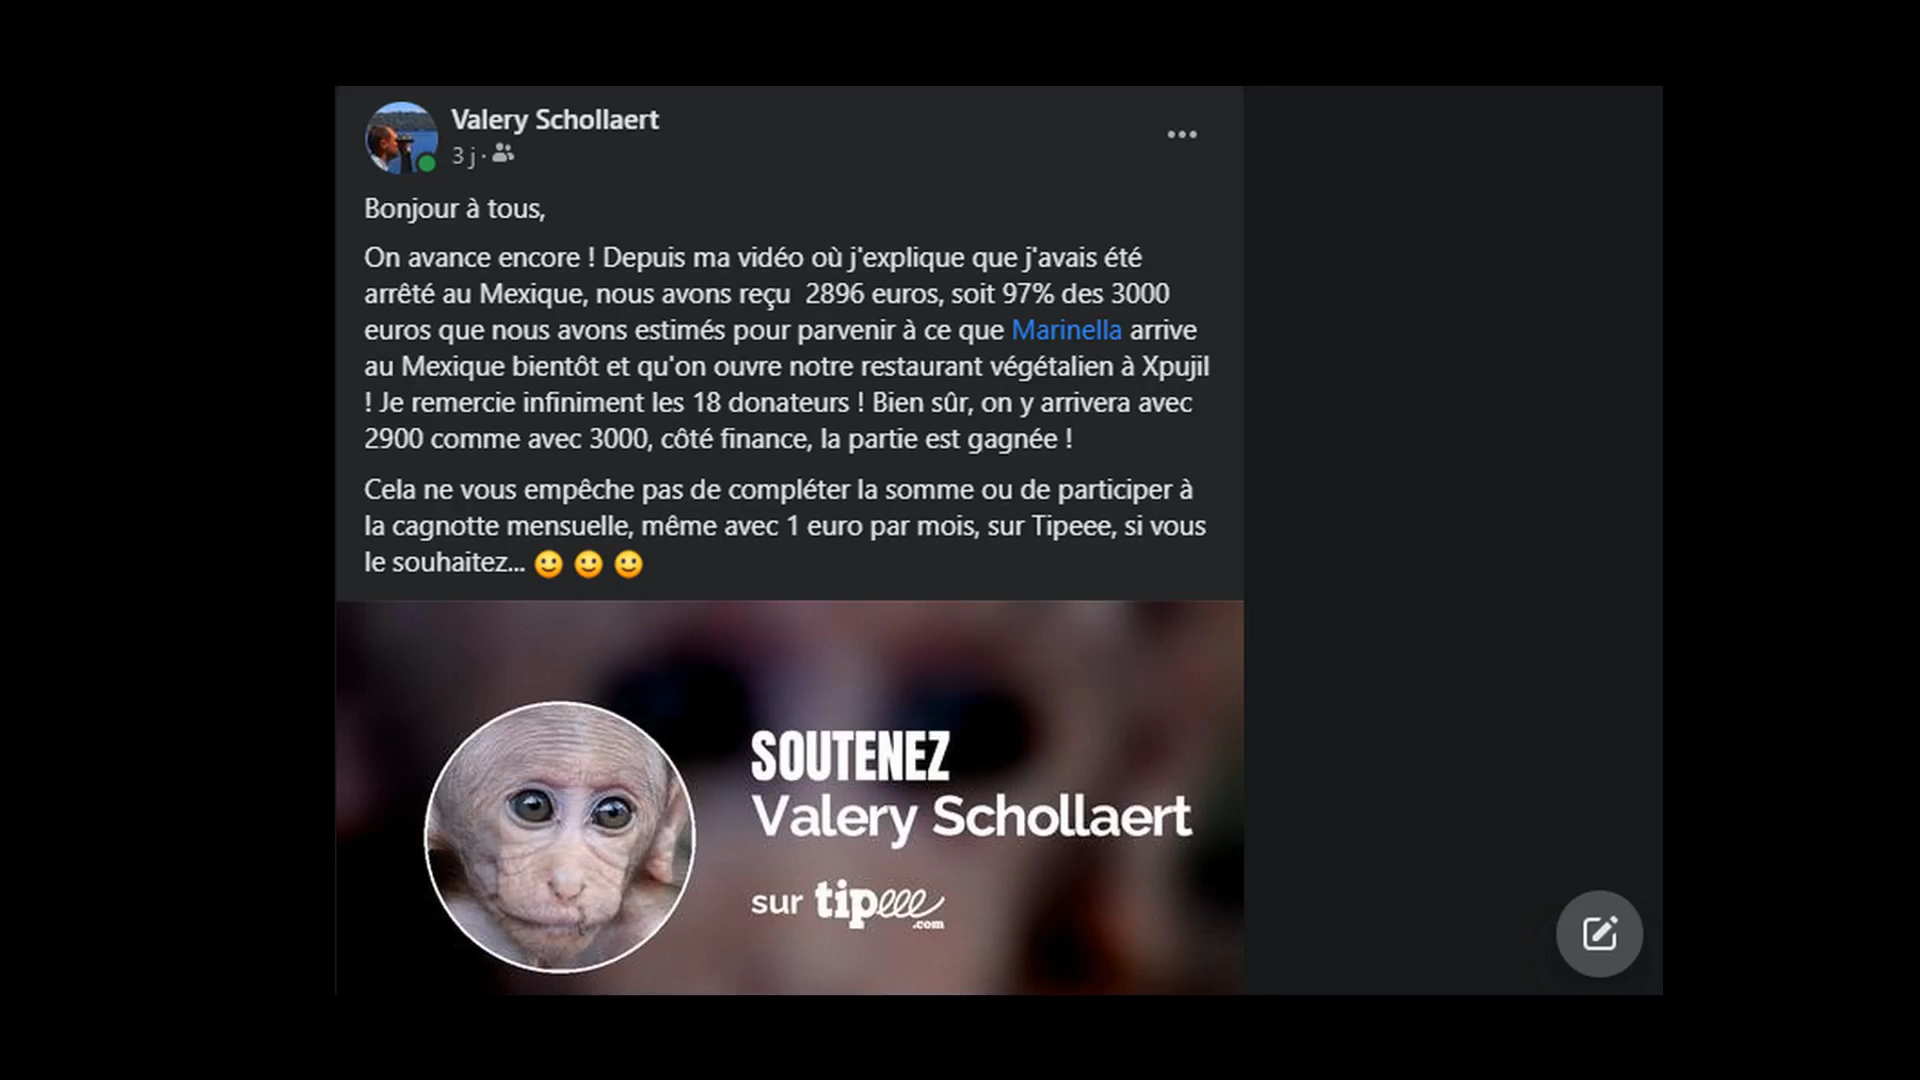 Valery Schollaert
3 j ·
Bonjour à tous,
On avance encore ! Depuis ma vidéo où j'explique que j'avais été
arrêté au Mexique, nous avons reçu  2896 euros, soit 97% des 3000
euros que nous avons estimés pour parvenir à ce que Marinella arrive
au Mexique bientôt et qu'on ouvre notre restaurant végétalien à Xpujil
! Je remercie infiniment les 18 donateurs ! Bien sûr, on y arrivera avec
2900 comme avec 3000, côté finance, la partie est gagnée !
Cela ne vous empêche pas de compléter la somme ou de participer à
la cagnotte mensuelle, même avec 1 euro par mois, sur Tipeee, si vous
le souhaitez... 🙂 🙂 🙂
SOUTENEZ
Valery Schollaert
sur tipeee
.com